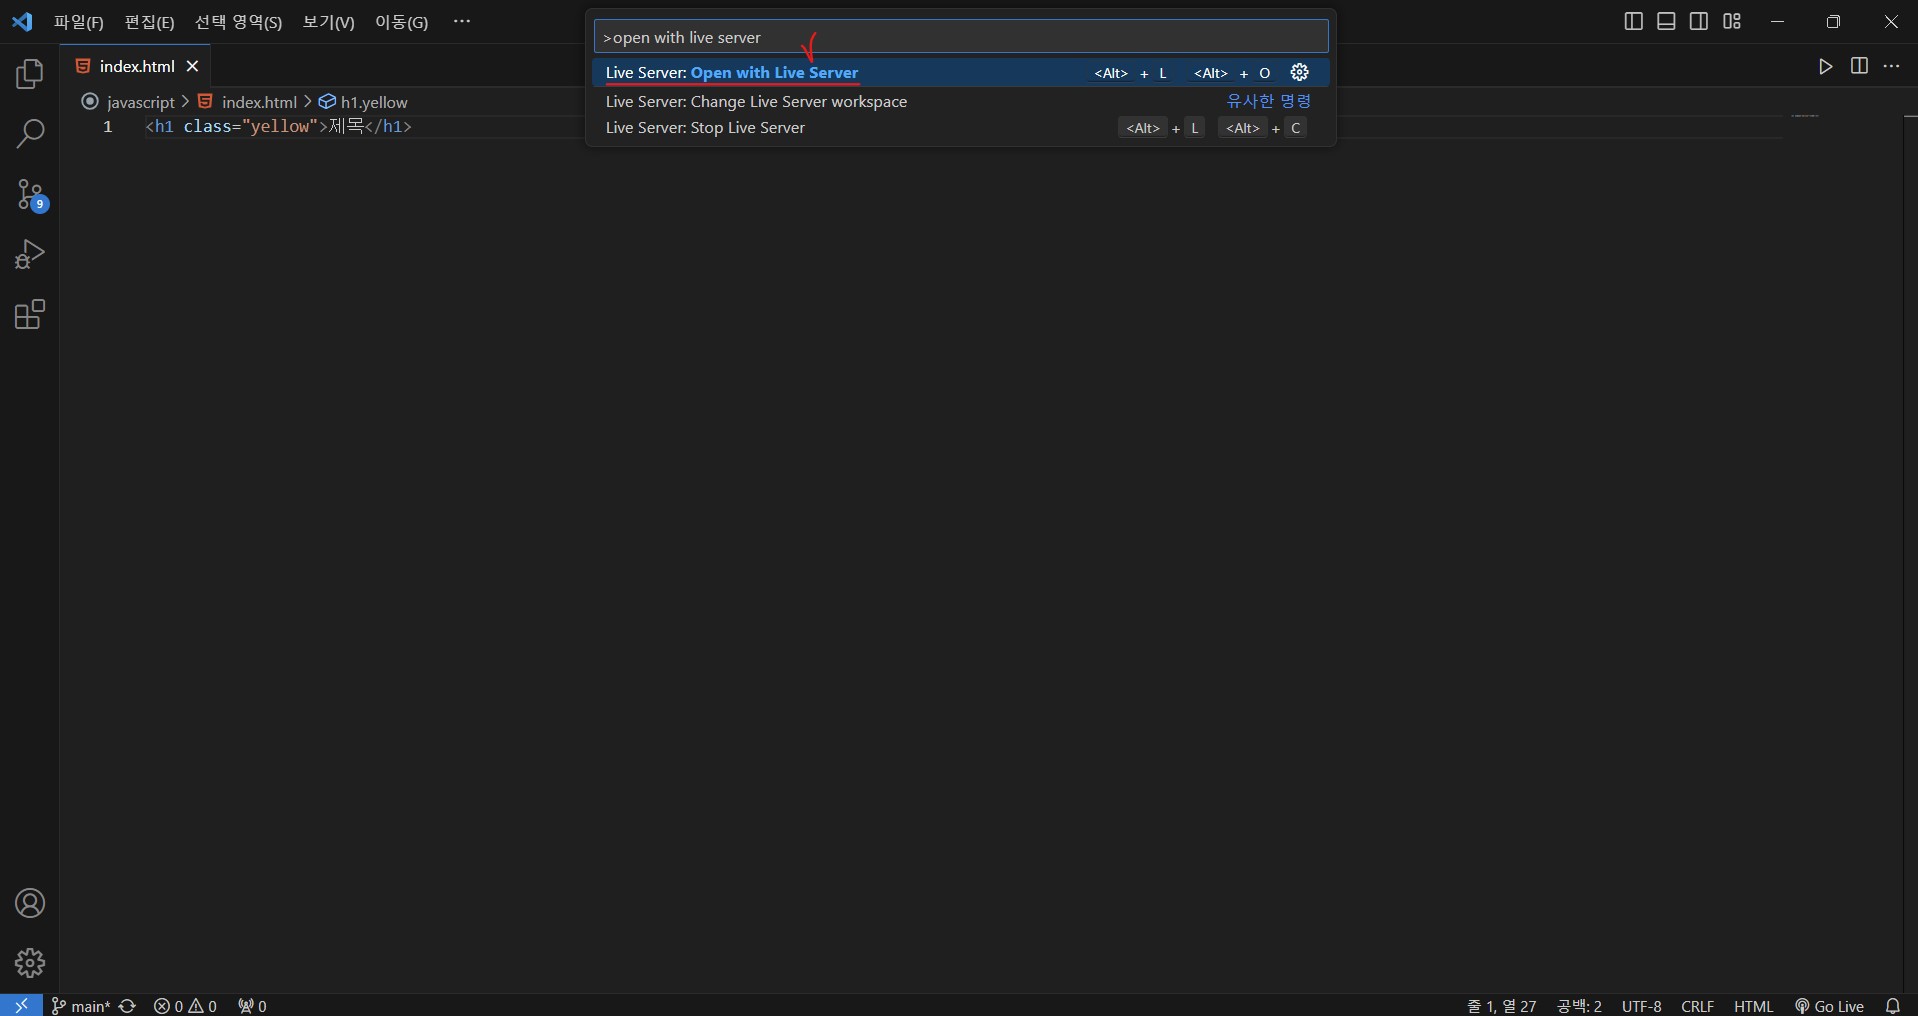 파일(F) 편집(E) 선택 영역(S) 보기(V) 이동(G) ···
>open with live server
Live Server: Open with Live Server <Alt> + L <Alt> + O
Live Server: Change Live Server workspace 유사한 명령
Live Server: Stop Live Server <Alt> + L <Alt> + C
index.html
javascript > index.html > h1.yellow
1 <h1 class="yellow">제목</h1>
9
main* 0 0 0 줄 1, 열 27 공백: 2 UTF-8 CRLF HTML Go Live